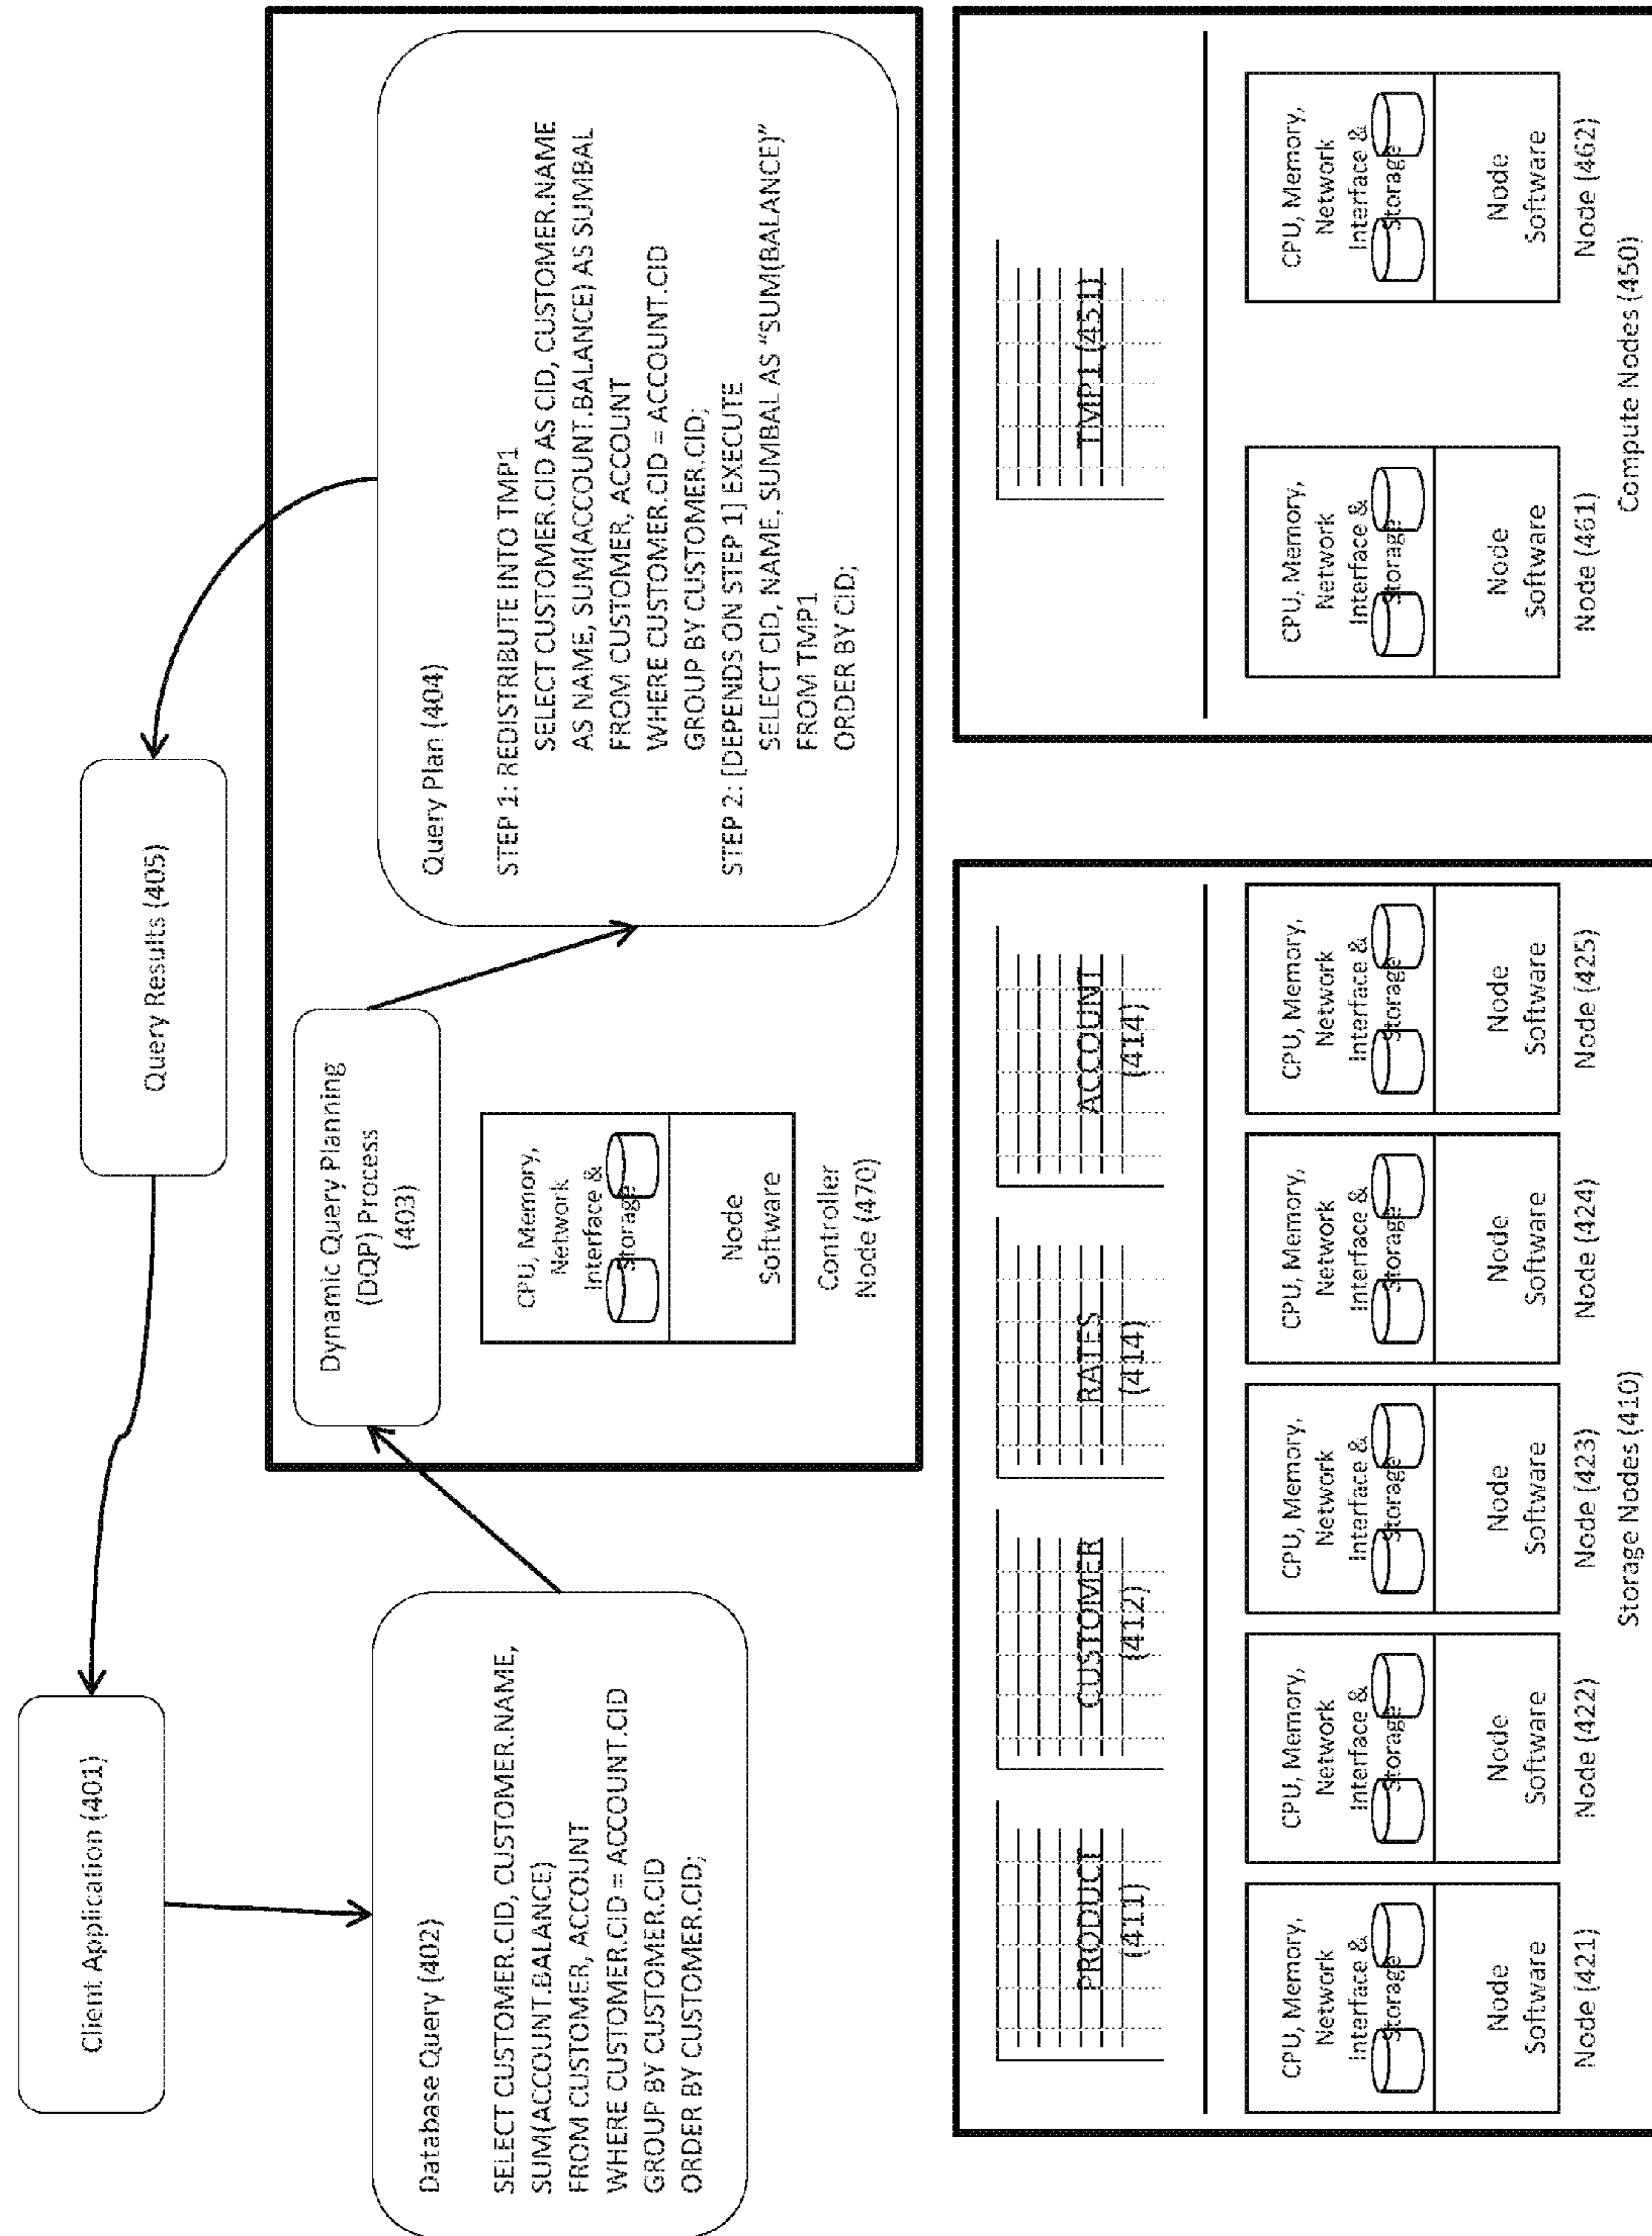 Client Application (401)
Query Results (405)
Database Query (402)
SELECT CUSTOMER.CID, CUSTOMER.NAME,
SUM(ACCOUNT.BALANCE)
FROM CUSTOMER, ACCOUNT
WHERE CUSTOMER.CID = ACCOUNT.CID
GROUP BY CUSTOMER.CID
ORDER BY CUSTOMER.CID;
Dynamic Query Planning
(DQP) Process
(403)
CPU, Memory,
Network
Interface &
Storage
Node
Software
Controller
Node (470)
Query Plan (404)
STEP 1: REDISTRIBUTE INTO TMP1
SELECT CUSTOMER.CID AS CID, CUSTOMER.NAME
AS NAME, SUM(ACCOUNT.BALANCE) AS SUMBAL
FROM CUSTOMER, ACCOUNT
WHERE CUSTOMER.CID = ACCOUNT.CID
GROUP BY CUSTOMER.CID;
STEP 2: [DEPENDS ON STEP 1] EXECUTE
SELECT CID, NAME, SUMBAL AS “SUM(BALANCE)”
FROM TMP1
ORDER BY CID;
PRODUCT
(411)
CUSTOMER
(412)
RATES
(414)
ACCOUNT
(414)
CPU, Memory,
Network
Interface &
Storage
Node
Software
Node (421)
CPU, Memory,
Network
Interface &
Storage
Node
Software
Node (422)
CPU, Memory,
Network
Interface &
Storage
Node
Software
Node (423)
CPU, Memory,
Network
Interface &
Storage
Node
Software
Node (424)
CPU, Memory,
Network
Interface &
Storage
Node
Software
Node (425)
Storage Nodes (410)
TMP1 (451)
CPU, Memory,
Network
Interface &
Storage
Node
Software
Node (461)
CPU, Memory,
Network
Interface &
Storage
Node
Software
Node (462)
Compute Nodes (450)